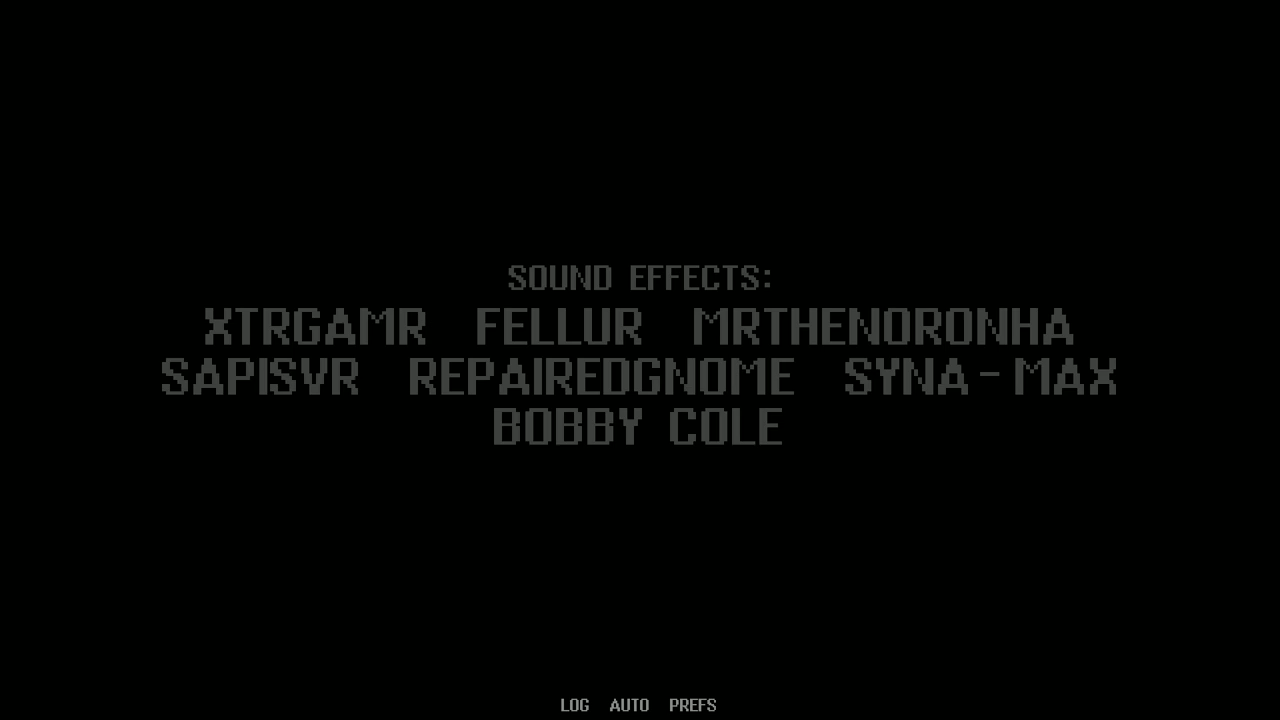 SOUND EFFECTS:
XTRGAMR FELLUR MRTHENORONHA
SAPISVR REPAIREDGNOME SYNA-MAX
BOBBY COLE
LOG AUTO PREFS